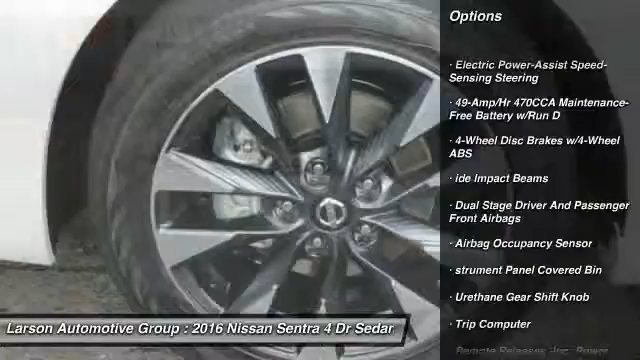 Options
· Electric Power-Assist Speed-
Sensing Steering
· 49-Amp/Hr 470CCA Maintenance-
Free Battery w/Run D
· 4-Wheel Disc Brakes w/4-Wheel
ABS
· ide Impact Beams
· Dual Stage Driver And Passenger
Front Airbags
· Airbag Occupancy Sensor
· strument Panel Covered Bin
· Urethane Gear Shift Knob
· Trip Computer
Larson Automotive Group : 2016 Nissan Sentra 4 Dr Sedar